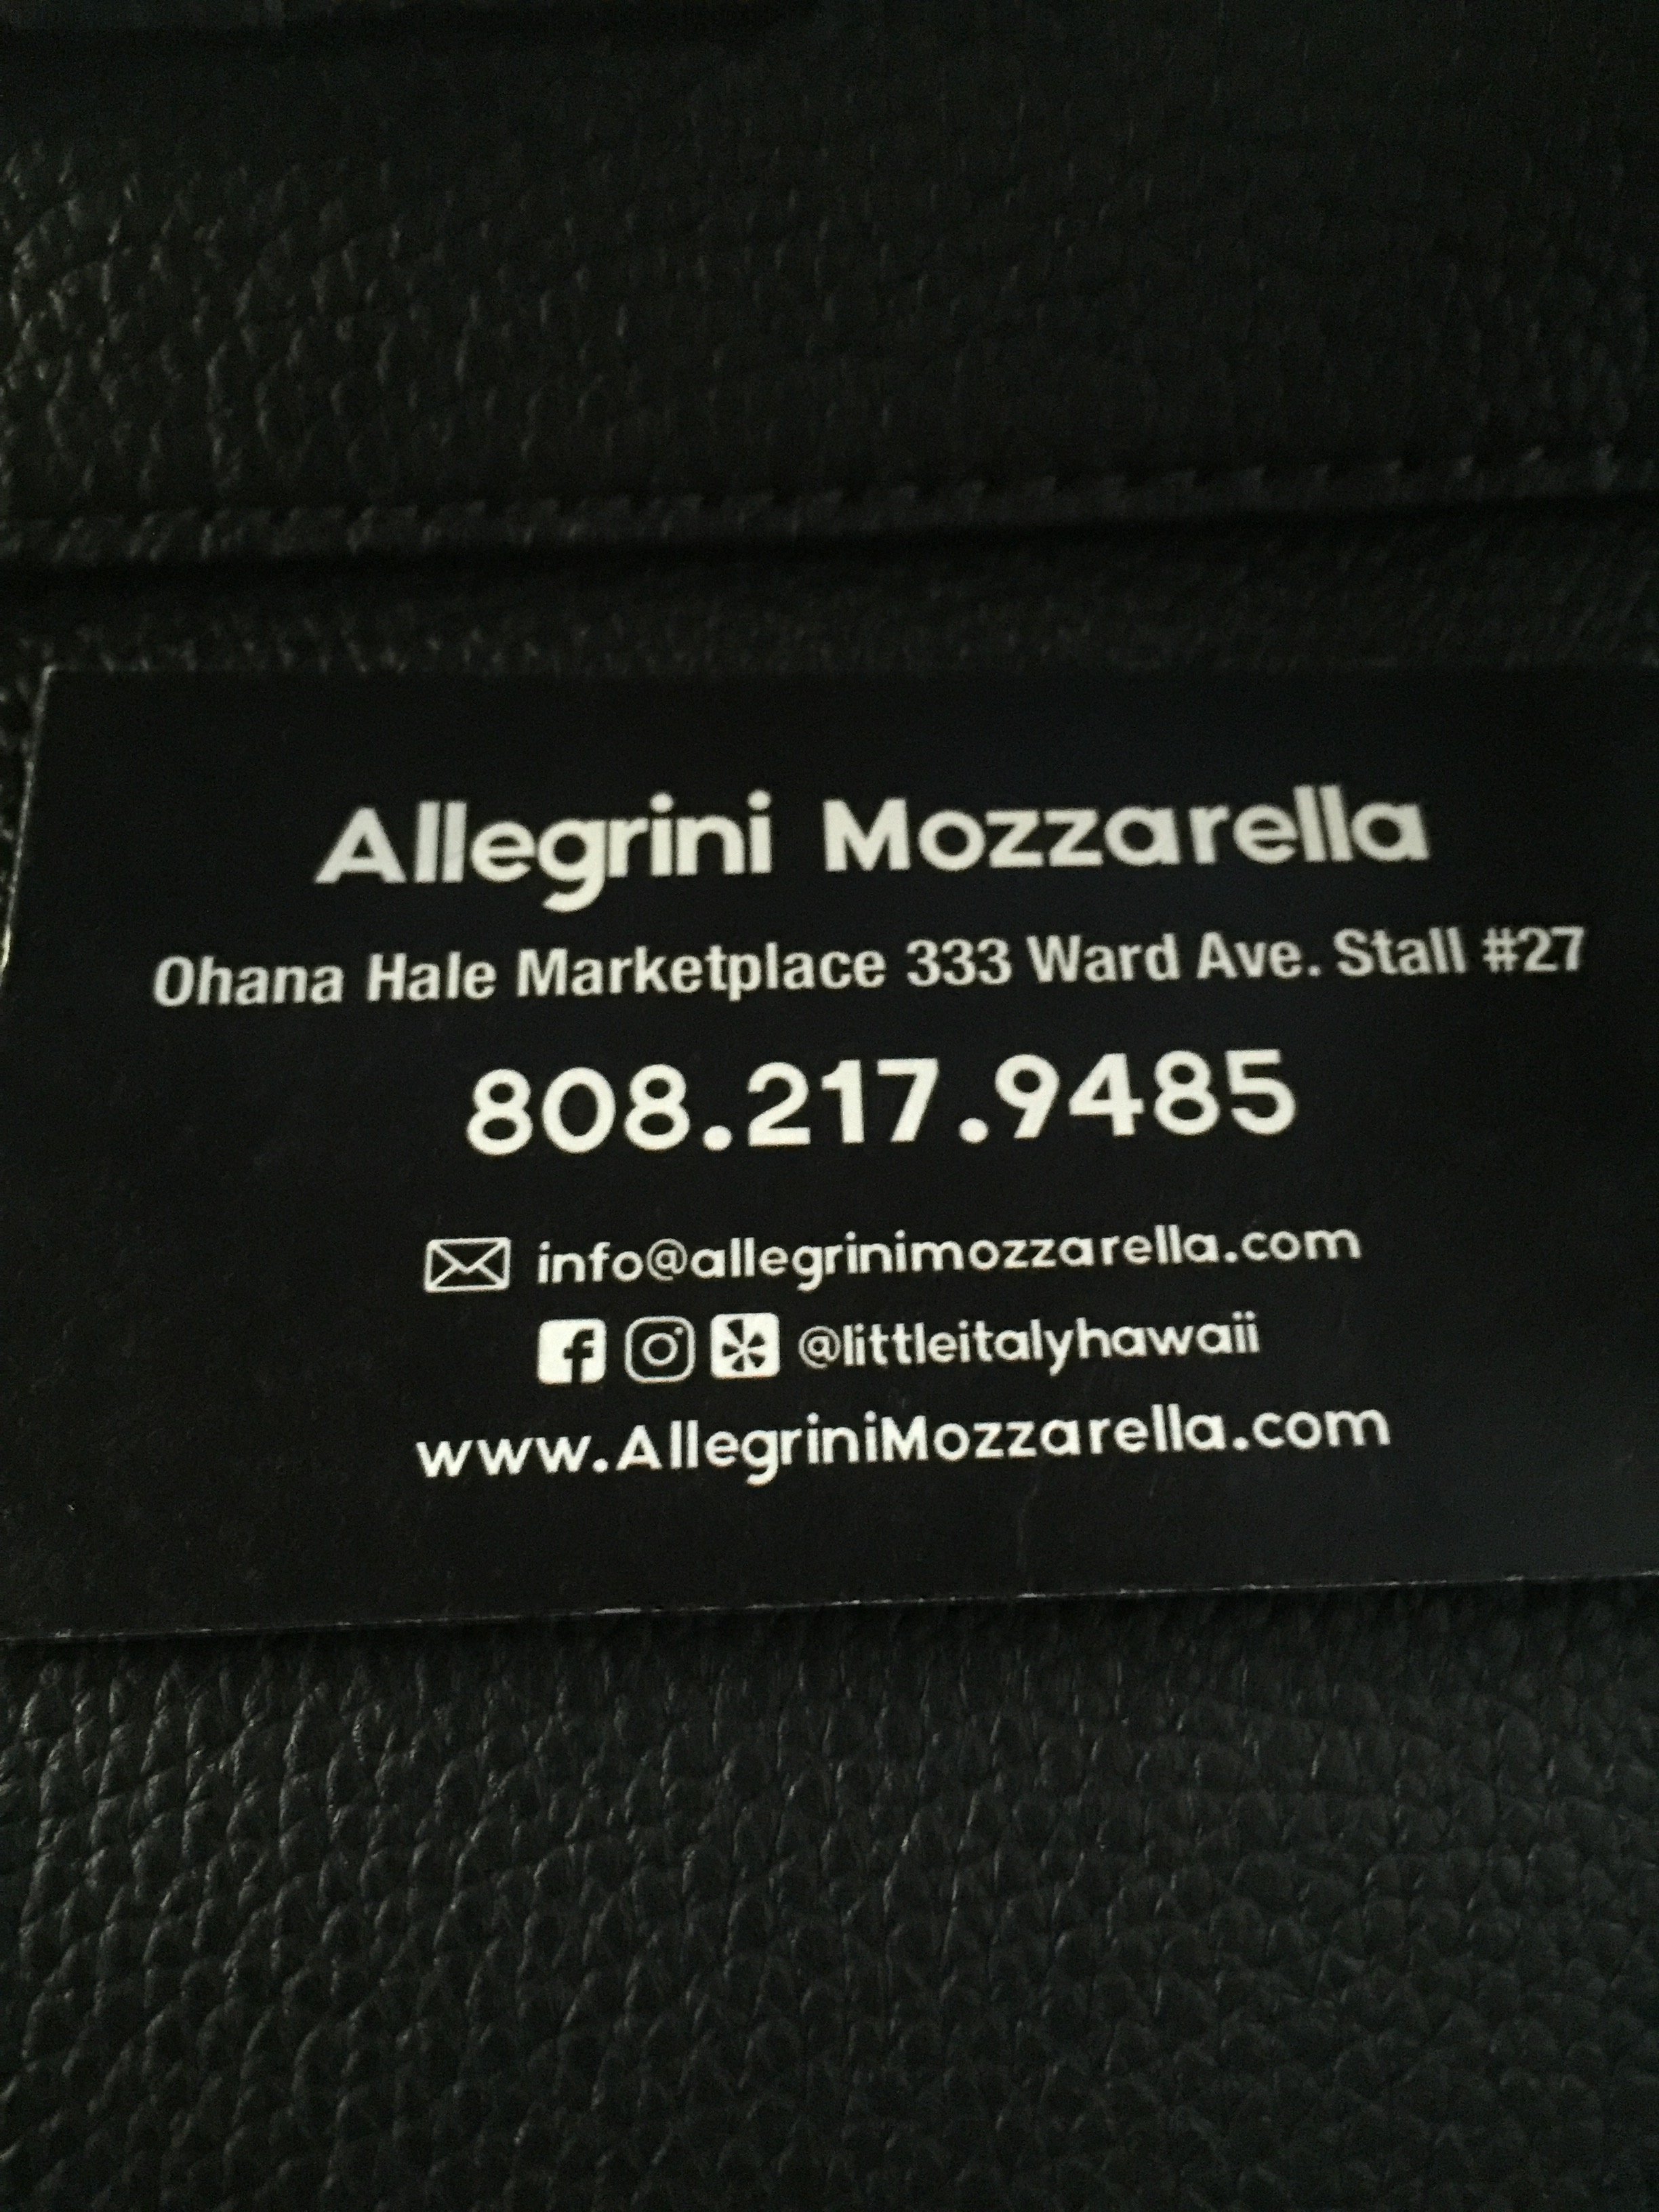 Allegrini Mozzarella
Ohana Hale Marketplace 333 Ward Ave. Stall #27
808.217.9485
info@allegrinimozzarella.com
@littleitalyhawaii
www.AllegriniMozzarella.com